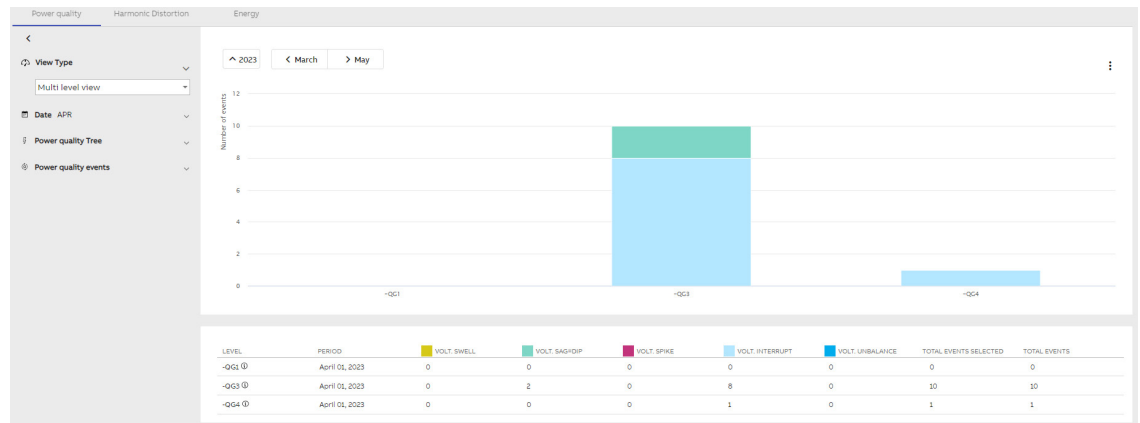 Power quality Harmonic Distortion Energy
View Type
Multi level view
Date APR
Power quality Tree
Power quality events
2023 March May
Number of events
12
10
8
6
4
2
0
-QG1 -QG3 -QG4
LEVEL PERIOD VOLT. SWELL VOLT. SAG=DIP VOLT. SPIKE VOLT. INTERRUPT VOLT. UNBALANCE TOTAL EVENTS SELECTED TOTAL EVENTS
-QG1 April 01, 2023 0 0 0 0 0 0 0
-QG3 April 01, 2023 0 2 0 8 0 10 10
-QG4 April 01, 2023 0 0 0 1 0 1 1